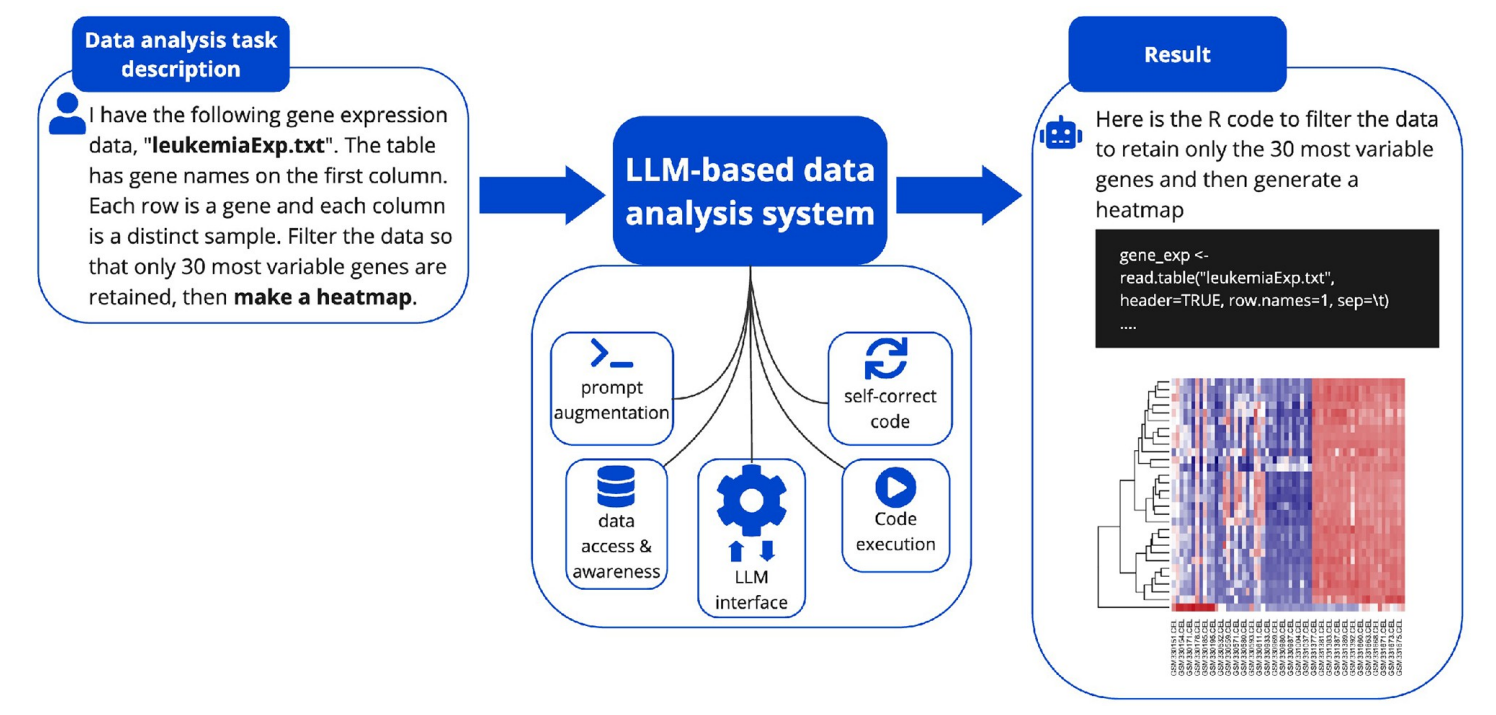 Data analysis task
description
I have the following gene expression
data, "leukemiaExp.txt". The table
has gene names on the first column.
Each row is a gene and each column
is a distinct sample. Filter the data so
that only 30 most variable genes are
retained, then make a heatmap.
LLM-based data
analysis system
prompt
augmentation
self-correct
code
data
access &
awareness
LLM
interface
Code
execution
Result
Here is the R code to filter the data
to retain only the 30 most variable
genes and then generate a
heatmap
gene_exp <-
read.table("leukemiaExp.txt",
header=TRUE, row.names=1, sep=\t)
....